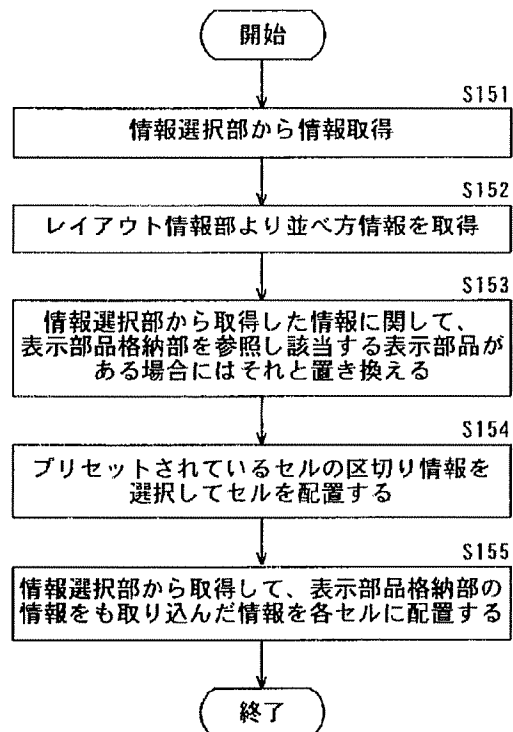 開始
S151
情報選択部から情報取得
S152
レイアウト情報部より並べ方情報を取得
S153
情報選択部から取得した情報に関して、
表示部品格納部を参照し該当する表示部品が
ある場合にはそれと置き換える
S154
プリセットされているセルの区切り情報を
選択してセルを配置する
S155
情報選択部から取得して、表示部品格納部の
情報をも取り込んだ情報を各セルに配置する
終了